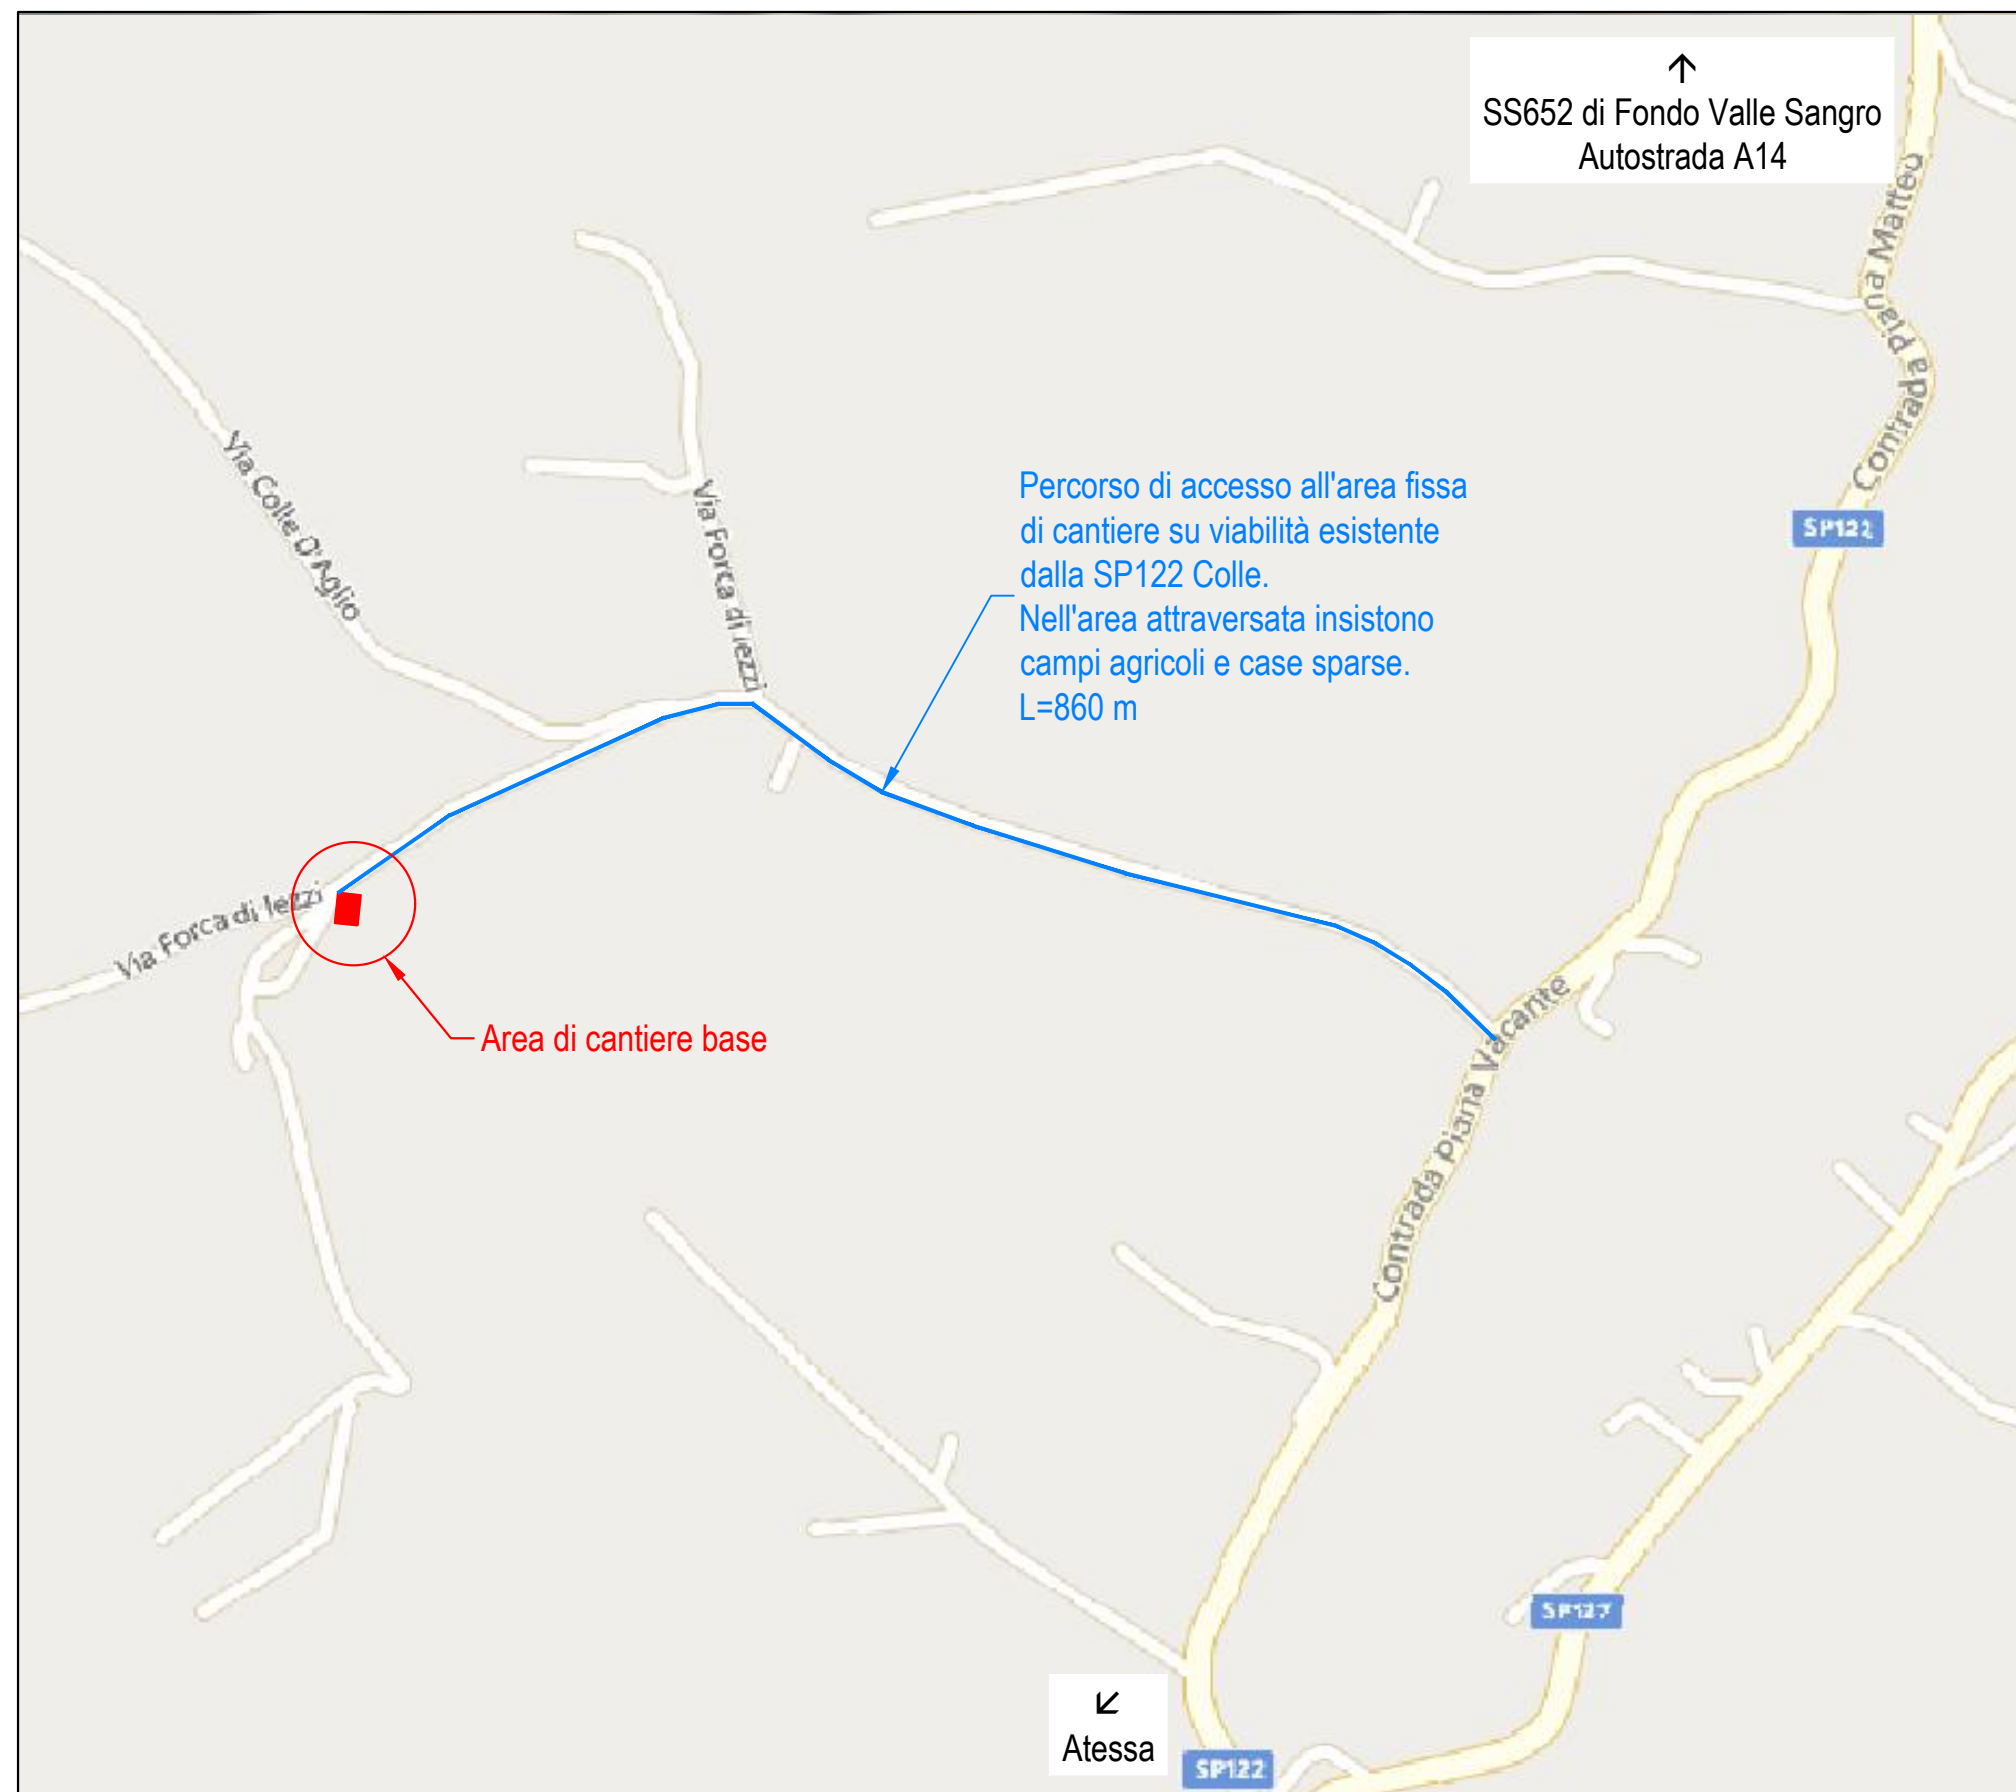 ↑
SS652 di Fondo Valle Sangro
Autostrada A14
Contrada Piana Matteo
SP122
Via Colle D'Aglio
Via Forca di Iezzi
Percorso di accesso all'area fissa
di cantiere su viabilità esistente
dalla SP122 Colle.
Nell'area attraversata insistono
campi agricoli e case sparse.
L=860 m
Via Forca di Iezzi
Area di cantiere base
Contrada Piana Vacante
SP127
↙
Atessa
SP122